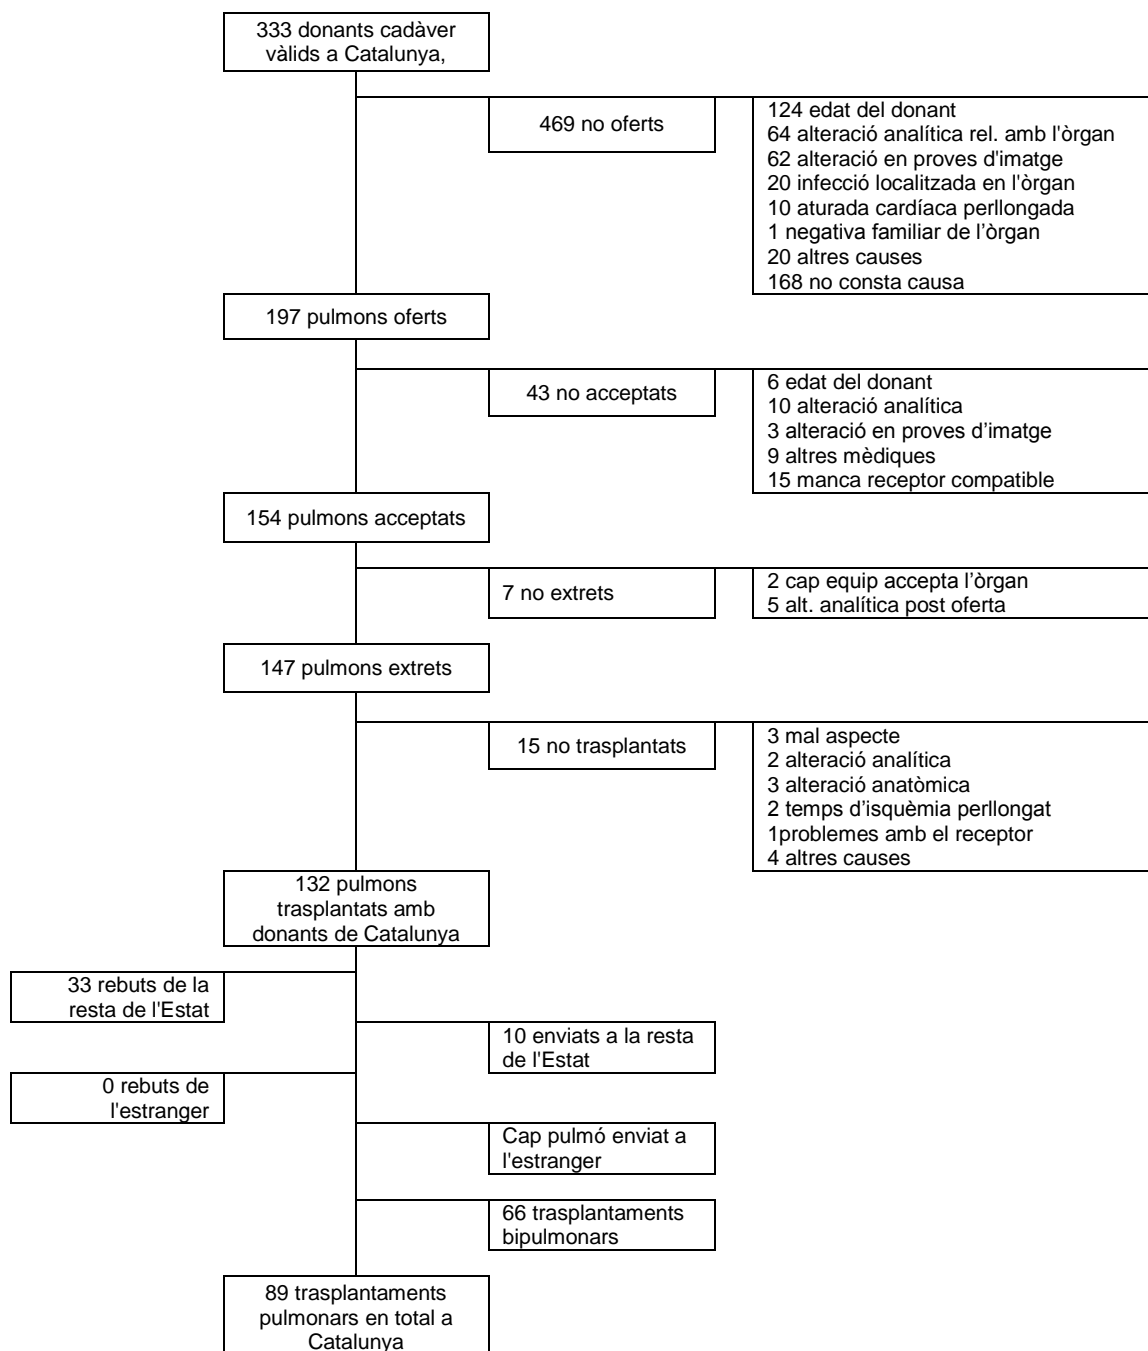 333 donants cadàver
vàlids a Catalunya,
469 no oferts
124 edat del donant
64 alteració analítica rel. amb l'òrgan
62 alteració en proves d'imatge
20 infecció localitzada en l'òrgan
10 aturada cardíaca perllongada
1 negativa familiar de l’òrgan
20 altres causes
168 no consta causa
197 pulmons oferts
43 no acceptats
6 edat del donant
10 alteració analítica
3 alteració en proves d’imatge
9 altres mèdiques
15 manca receptor compatible
154 pulmons acceptats
7 no extrets
2 cap equip accepta l’òrgan
5 alt. analítica post oferta
147 pulmons extrets
15 no trasplantats
3 mal aspecte
2 alteració analítica
3 alteració anatòmica
2 temps d’isquèmia perllongat
1problemes amb el receptor
4 altres causes
132 pulmons
trasplantats amb
donants de Catalunya
33 rebuts de la
resta de l'Estat
10 enviats a la resta
de l'Estat
0 rebuts de
l'estranger
Cap pulmó enviat a
l'estranger
66 trasplantaments
bipulmonars
89 trasplantaments
pulmonars en total a
Catalunya